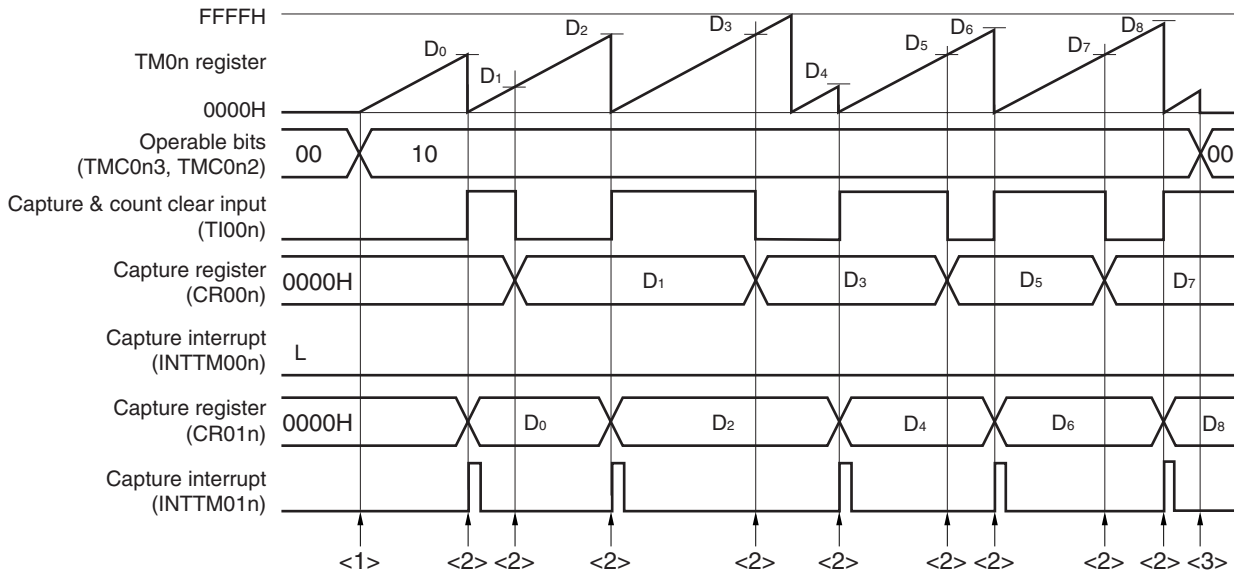 FFFFH
TM0n register
0000H
D0 D1 D2 D3 D4 D5 D6 D7 D8
Operable bits
(TMC0n3, TMC0n2)
00 10 00
Capture & count clear input
(TI00n)
Capture register
(CR00n)
0000H D1 D3 D5 D7
Capture interrupt
(INTTM00n)
L
Capture register
(CR01n)
0000H D0 D2 D4 D6 D8
Capture interrupt
(INTTM01n)
<1> <2> <2> <2> <2> <2> <2> <2> <2> <2> <3>